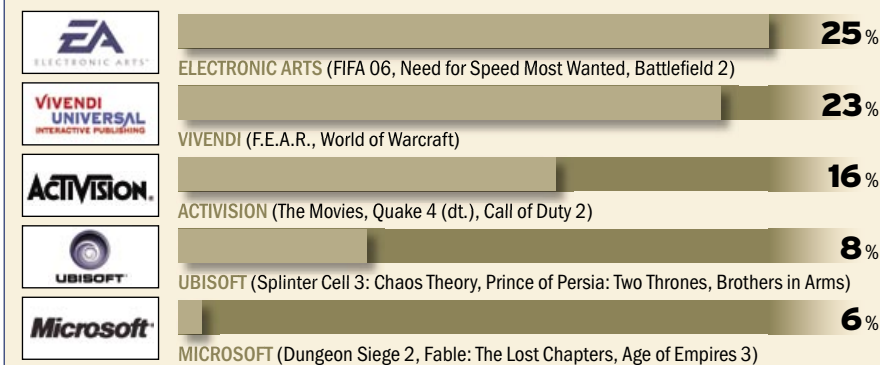 EA
ELECTRONIC ARTS™
25 %
ELECTRONIC ARTS (FIFA 06, Need for Speed Most Wanted, Battlefield 2)
VIVENDI
UNIVERSAL
INTERACTIVE PUBLISHING
23 %
VIVENDI (F.E.A.R., World of Warcraft)
ACTIVISION.
16 %
ACTIVISION (The Movies, Quake 4 (dt.), Call of Duty 2)
UBISOFT
8 %
UBISOFT (Splinter Cell 3: Chaos Theory, Prince of Persia: Two Thrones, Brothers in Arms)
Microsoft
6 %
MICROSOFT (Dungeon Siege 2, Fable: The Lost Chapters, Age of Empires 3)